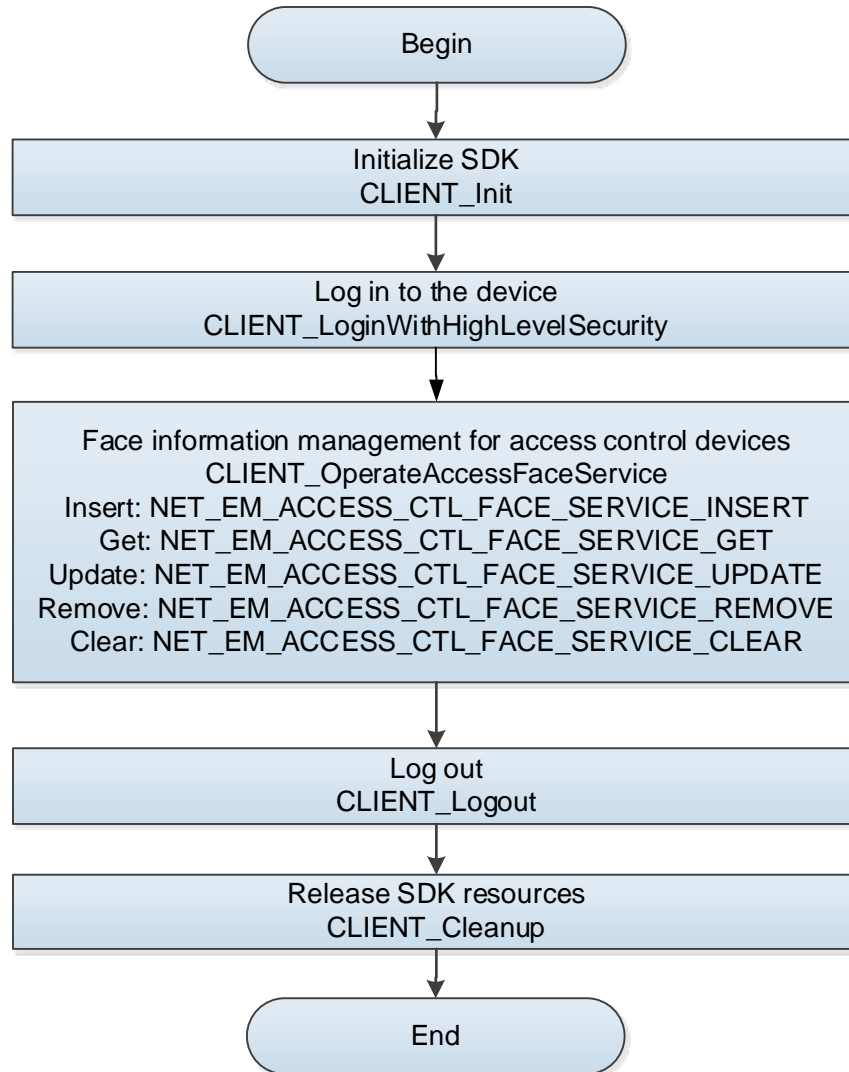 Begin
Initialize SDK
CLIENT_Init
Log in to the device
CLIENT_LoginWithHighLevelSecurity
Face information management for access control devices
CLIENT_OperateAccessFaceService
Insert: NET_EM_ACCESS_CTL_FACE_SERVICE_INSERT
Get: NET_EM_ACCESS_CTL_FACE_SERVICE_GET
Update: NET_EM_ACCESS_CTL_FACE_SERVICE_UPDATE
Remove: NET_EM_ACCESS_CTL_FACE_SERVICE_REMOVE
Clear: NET_EM_ACCESS_CTL_FACE_SERVICE_CLEAR
Log out
CLIENT_Logout
Release SDK resources
CLIENT_Cleanup
End